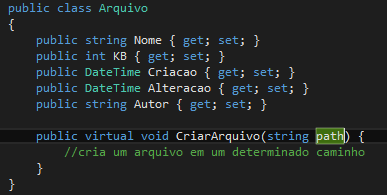 public class Arquivo
{
public string Nome { get; set; }
public int KB { get; set; }
public DateTime Criacao { get; set; }
public DateTime Alteracao { get; set; }
public string Autor { get; set; }
public virtual void CriarArquivo(string path) {
//cria um arquivo em um determinado caminho
}
}